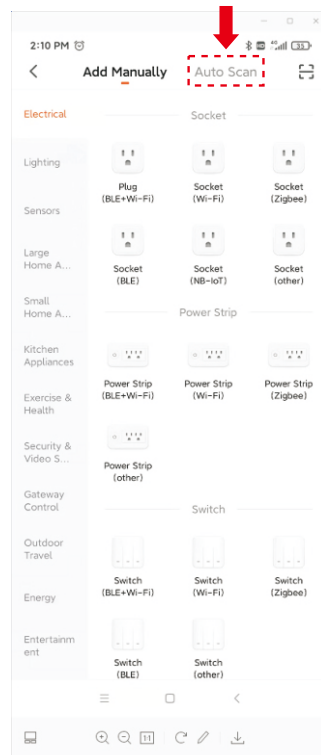 2:10 PM
35
Add Manually Auto Scan
Electrical
Socket
Lighting
Plug
(BLE+Wi-Fi)
Socket
(Wi-Fi)
Socket
(Zigbee)
Sensors
Large
Home A...
Socket
(BLE)
Socket
(NB-IoT)
Socket
(other)
Small
Home A...
Power Strip
Kitchen
Appliances
Power Strip
(BLE+Wi-Fi)
Power Strip
(Wi-Fi)
Power Strip
(Zigbee)
Exercise &
Health
Security &
Video S...
Power Strip
(other)
Gateway
Control
Switch
Outdoor
Travel
Switch
(BLE+Wi-Fi)
Switch
(Wi-Fi)
Switch
(Zigbee)
Energy
Entertainm
ent
Switch
(BLE)
Switch
(other)
1:1